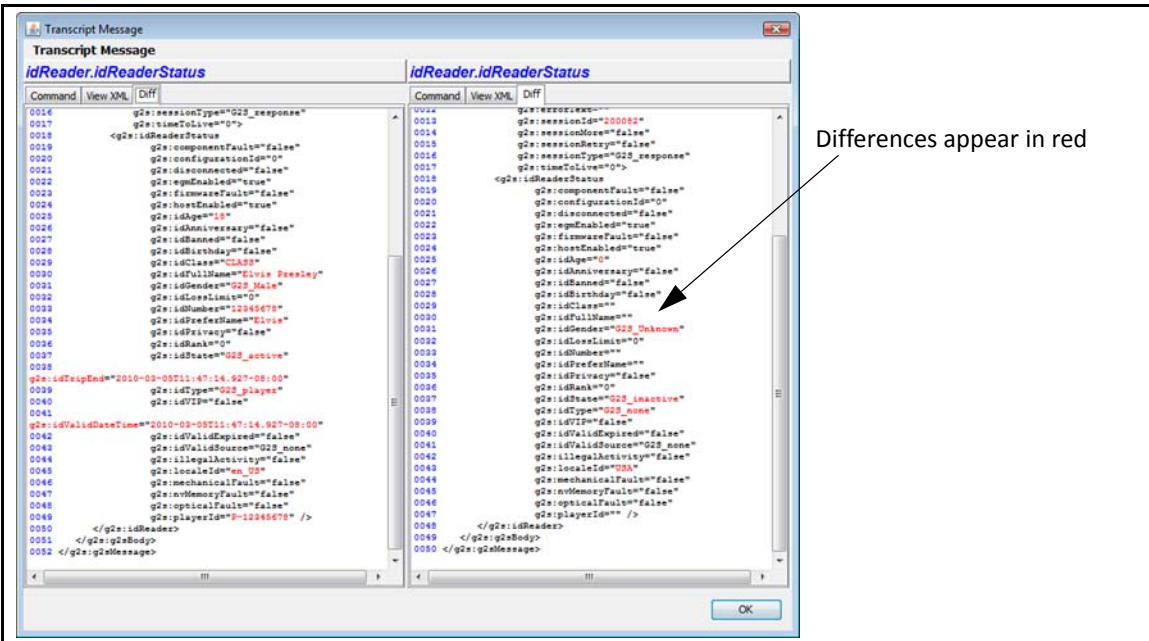 Transcript Message
Transcript Message
idReader.idReaderStatus
Command View XML Diff
0016 g2s:sessionType="G2S_response"
0017 g2s:timeToLive="0">
0018 <g2s:idReaderStatus
0019 g2s:componentFault="false"
0020 g2s:configurationId="0"
0021 g2s:disconnected="false"
0022 g2s:egmEnabled="true"
0023 g2s:firmwareFault="false"
0024 g2s:hostEnabled="true"
0025 g2s:idAge="18"
0026 g2s:idAnniversary="false"
0027 g2s:idBanned="false"
0028 g2s:idBirthday="false"
0029 g2s:idClass="CLASS"
0030 g2s:idFullName="Elvis Presley"
0031 g2s:idGender="G2S_Male"
0032 g2s:idLossLimit="0"
0033 g2s:idNumber="12345678"
0034 g2s:idPreferName="Elvis"
0035 g2s:idPrivacy="false"
0036 g2s:idRank="0"
0037 g2s:idState="G2S_active"
0038
g2s:idTripEnd="2010-03-05T11:47:14.927-08:00"
0039 g2s:idType="G2S_player"
0040 g2s:idVIP="false"
0041
g2s:idValidDateTime="2010-03-05T11:47:14.927-08:00"
0042 g2s:idValidExpired="false"
0043 g2s:idValidSource="G2S_none"
0044 g2s:illegalActivity="false"
0045 g2s:localeId="en_US"
0046 g2s:mechanicalFault="false"
0047 g2s:nvMemoryFault="false"
0048 g2s:opticalFault="false"
0049 g2s:playerId="P-12345678" />
0050 </g2s:idReader>
0051 </g2s:g2sBody>
0052 </g2s:g2sMessage>
idReader.idReaderStatus
Command View XML Diff
0012 g2s:errorText=""
0013 g2s:sessionId="200082"
0014 g2s:sessionMore="false"
0015 g2s:sessionRetry="false"
0016 g2s:sessionType="G2S_response"
0017 g2s:timeToLive="0">
0018 <g2s:idReaderStatus
0019 g2s:componentFault="false"
0020 g2s:configurationId="0"
0021 g2s:disconnected="false"
0022 g2s:egmEnabled="true"
0023 g2s:firmwareFault="false"
0024 g2s:hostEnabled="true"
0025 g2s:idAge="0"
0026 g2s:idAnniversary="false"
0027 g2s:idBanned="false"
0028 g2s:idBirthday="false"
0029 g2s:idClass=""
0030 g2s:idFullName=""
0031 g2s:idGender="G2S_Unknown"
0032 g2s:idLossLimit="0"
0033 g2s:idNumber=""
0034 g2s:idPreferName=""
0035 g2s:idPrivacy="false"
0036 g2s:idRank="0"
0037 g2s:idState="G2S_inactive"
0038 g2s:idType="G2S_none"
0039 g2s:idVIP="false"
0040 g2s:idValidExpired="false"
0041 g2s:idValidSource="G2S_none"
0042 g2s:illegalActivity="false"
0043 g2s:localeId="USA"
0044 g2s:mechanicalFault="false"
0045 g2s:nvMemoryFault="false"
0046 g2s:opticalFault="false"
0047 g2s:playerId="" />
0048 </g2s:idReader>
0049 </g2s:g2sBody>
0050 </g2s:g2sMessage>
Differences appear in red
OK